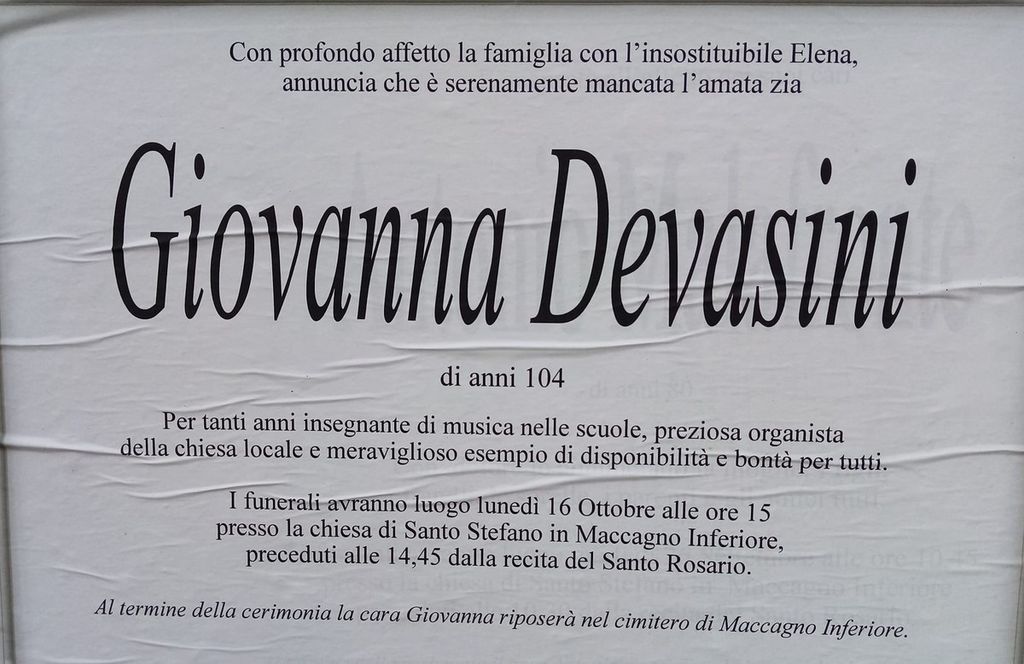 Con profondo affetto la famiglia con l'insostituibile Elena,
annuncia che è serenamente mancata l'amata zia
Giovanna Devasini
di anni 104
Per tanti anni insegnante di musica nelle scuole, preziosa organista
della chiesa locale e meraviglioso esempio di disponibilità e bontà per tutti.
I funerali avranno luogo lunedì 16 Ottobre alle ore 15
presso la chiesa di Santo Stefano in Maccagno Inferiore,
preceduti alle 14,45 dalla recita del Santo Rosario.
Al termine della cerimonia la cara Giovanna riposerà nel cimitero di Maccagno Inferiore.